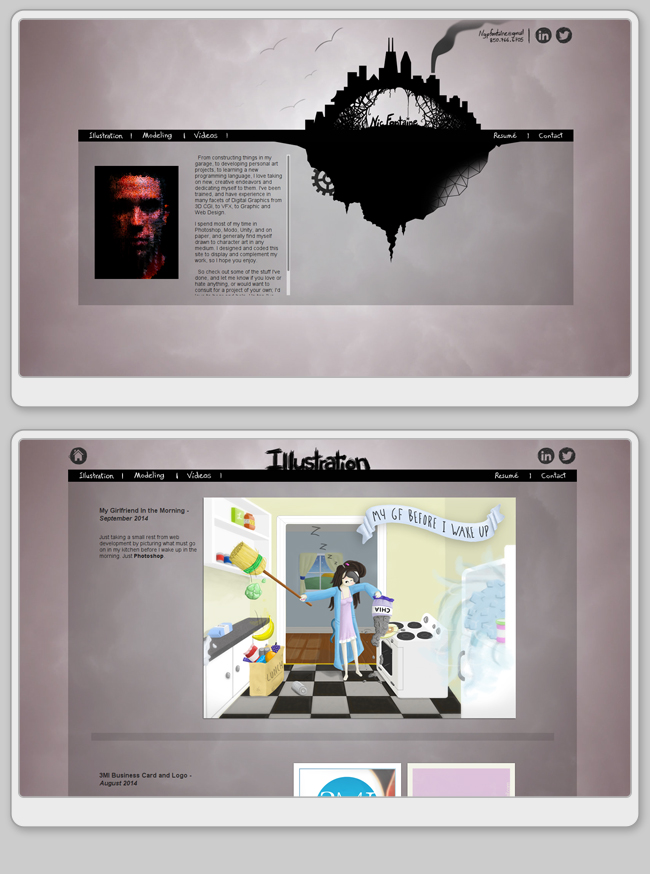 Nic Fontaine
Illustration | Modeling | Videos |
Resume | Contact
From constructing things in my
garage, to developing personal art
projects, to learning a new
programming language, I love taking
on new, creative endeavors and
dedicating myself to them. I've been
trained, and have experience in
many facets of Digital Graphics from
3D CGI, to VFX, to Graphic and
Web Design.
I spend most of my time in
Photoshop, Modo, Unity, and on
paper, and generally find myself
drawn to character art in any
medium. I designed and coded this
site to display and complement my
work, so I hope you enjoy.
So check out some of the stuff I've
done, and let me know if you love or
hate anything, or would want to
consult for a project of your own; I'd
in
Illustration
in
Illustration | Modeling | Videos |
Resume | Contact
My Girlfriend in the Morning -
September 2014
Just taking a small rest from web
development by picturing what must go
on in my kitchen before I wake up in the
morning. Just Photoshop
MY GF BEFORE I WAKE UP
Z
Z
Z
CHIA
3MI Business Card and Logo -
August 2014
3MI